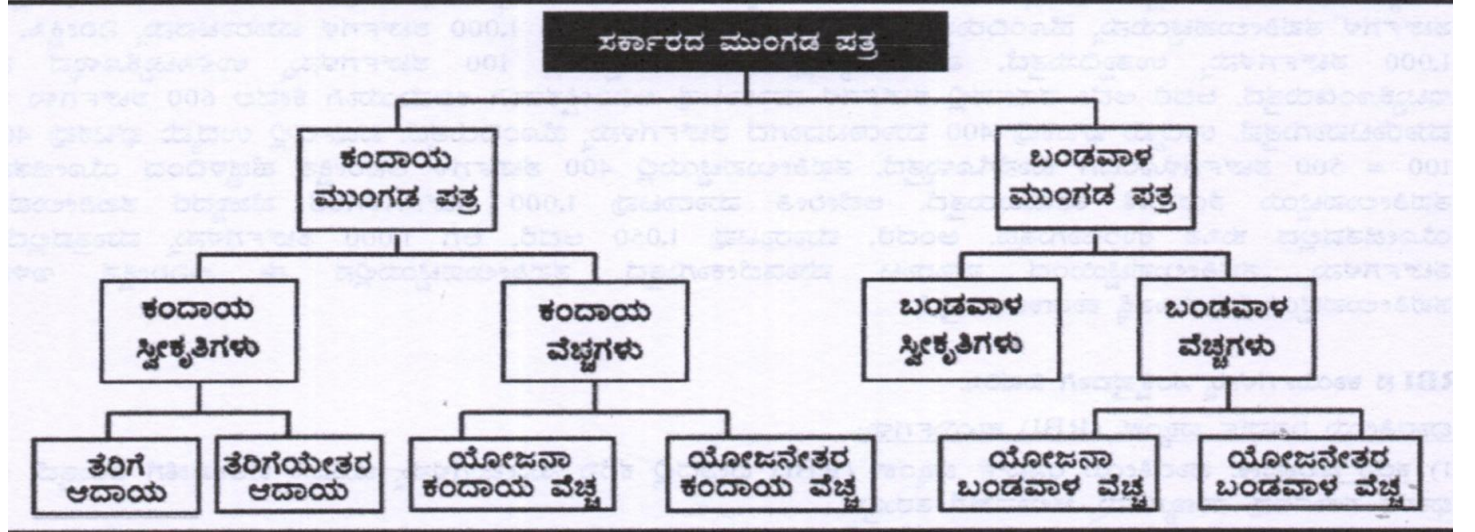 ಸರ್ಕಾರದ ಮುಂಗಡ ಪತ್ರ
ಕಂದಾಯ
ಮುಂಗಡ ಪತ್ರ
ಬಂಡವಾಳ
ಮುಂಗಡ ಪತ್ರ
ಕಂದಾಯ
ಸ್ವೀಕೃತಿಗಳು
ಕಂದಾಯ
ವೆಚ್ಚಗಳು
ಬಂಡವಾಳ
ಸ್ವೀಕೃತಿಗಳು
ಬಂಡವಾಳ
ವೆಚ್ಚಗಳು
ತರಿಗೆ
ಆದಾಯ
ತೆರಿಗೆಯೇತರ
ಆದಾಯ
ಯೋಜನಾ
ಕಂದಾಯ ವೆಚ್ಚ
ಯೋಜನೇತರ
ಕಂದಾಯ ವೆಚ್ಚ
ಯೋಜನಾ
ಬಂಡವಾಳ ವೆಚ್ಚ
ಯೋಜನೇತರ
ಬಂಡವಾಳ ವೆಚ್ಚ